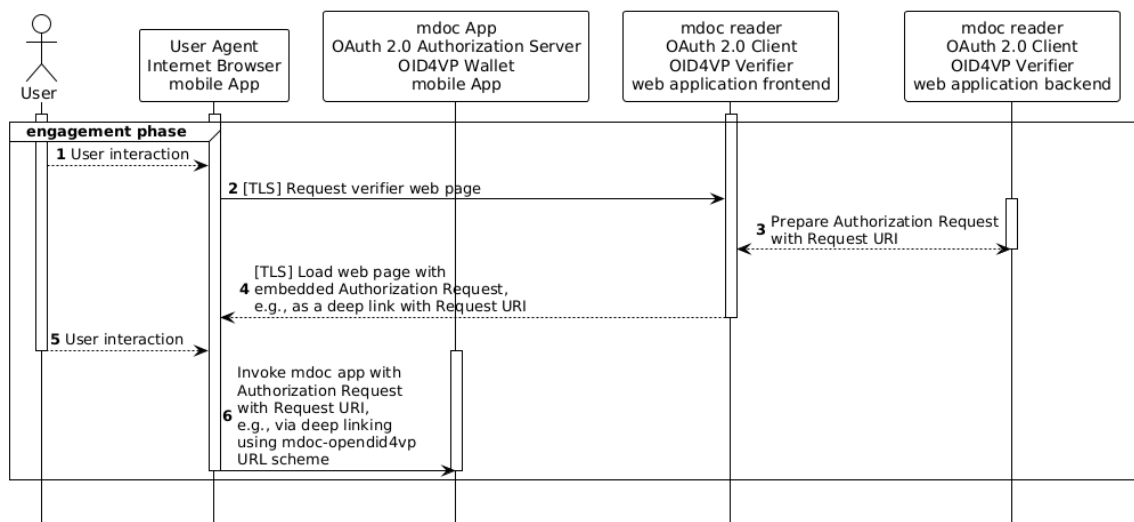 User
User Agent
Internet Browser
mobile App
mdoc App
OAuth 2.0 Authorization Server
OID4VP Wallet
mobile App
mdoc reader
OAuth 2.0 Client
OID4VP Verifier
web application frontend
mdoc reader
OAuth 2.0 Client
OID4VP Verifier
web application backend
engagement phase
1 User interaction
2 [TLS] Request verifier web page
3 Prepare Authorization Request
with Request URI
[TLS] Load web page with
4 embedded Authorization Request,
e.g., as a deep link with Request URI
5 User interaction
Invoke mdoc app with
Authorization Request
with Request URI,
6 e.g., via deep linking
using mdoc-opendid4vp
URL scheme